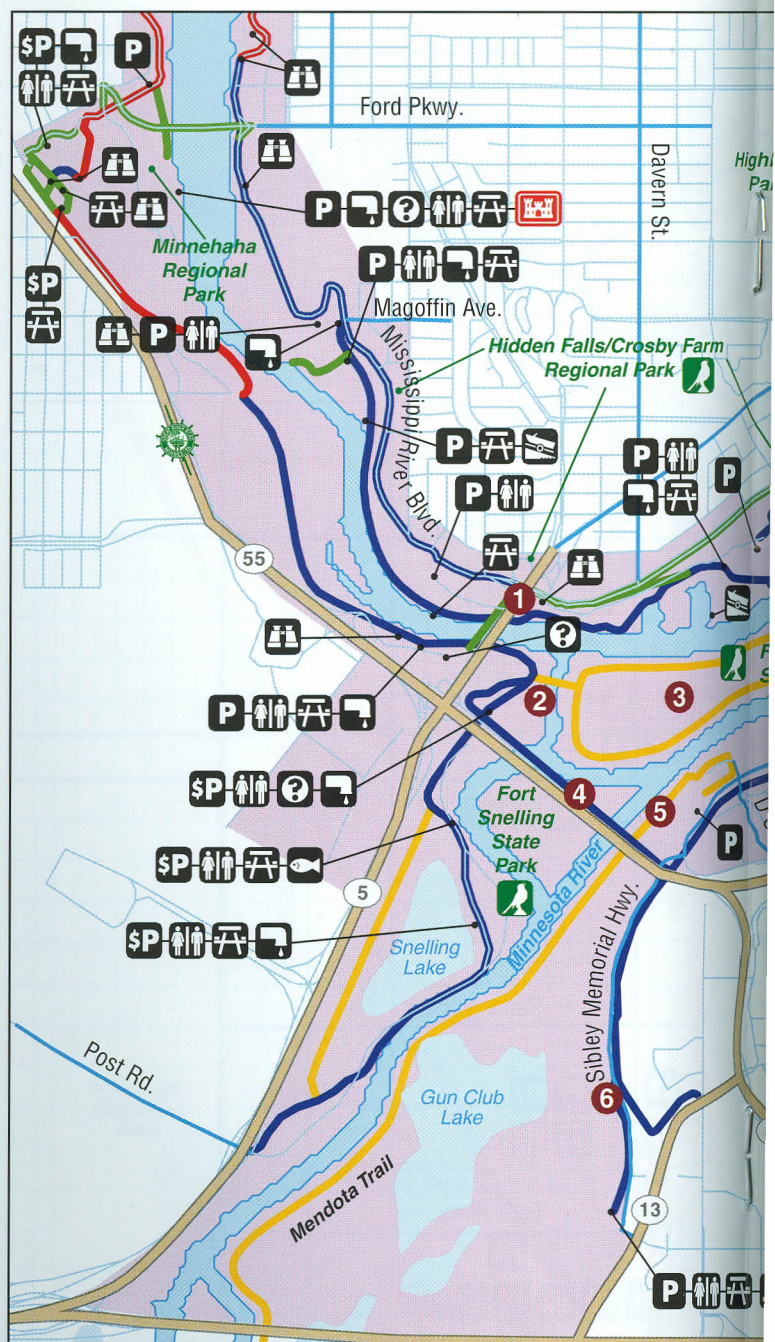 $P
P
Ford Pkwy.
Davern St.
Highl
Pa
P
?
Minnehaha
Regional
Park
$P
P
Magoffin Ave.
P
Hidden Falls/Crosby Farm
Regional Park
Mississippi River Blvd.
P
P
P
P
55
1
?
P
2
3
F
S
$P
?
4
5
Fort
Snelling
State
Park
P
$P
5
Minnesota River
Sibley Memorial Hwy.
$P
Snelling
Lake
Post Rd.
Gun Club
Lake
6
Mendota Trail
13
P